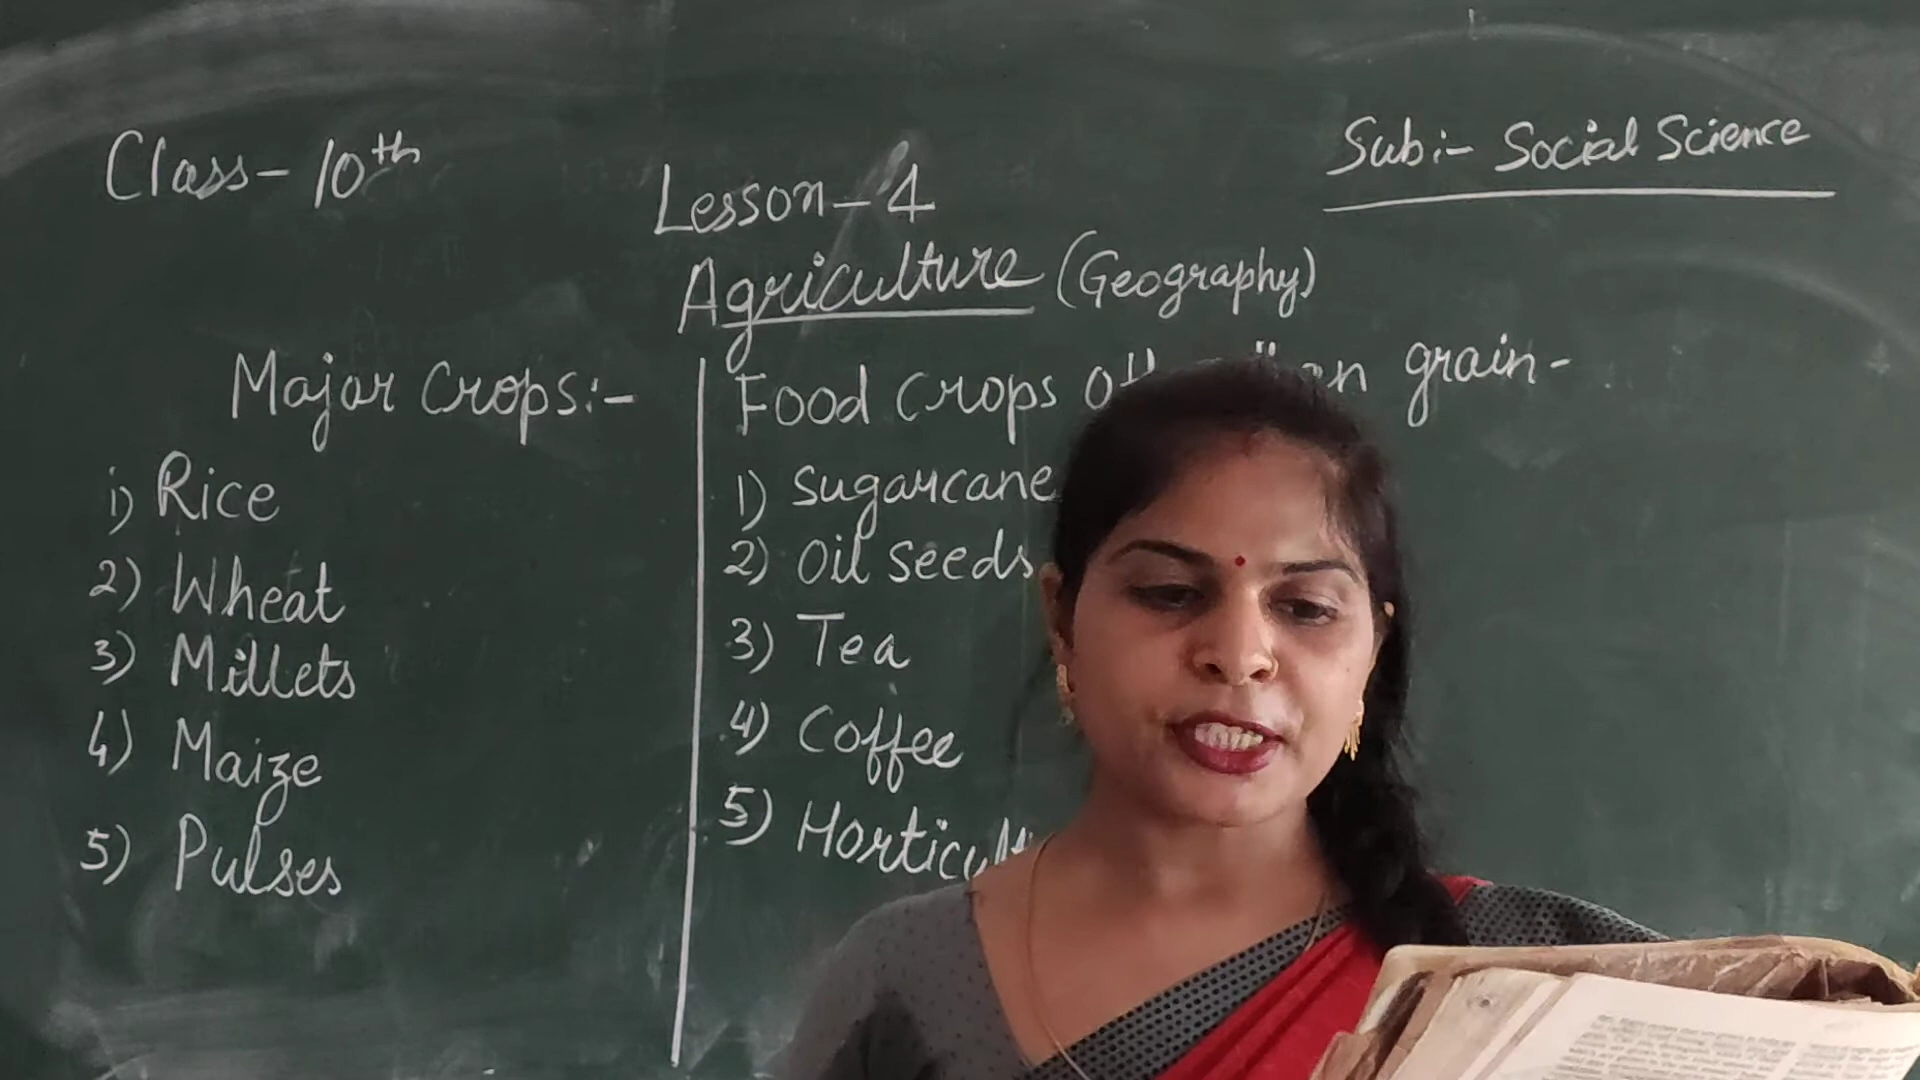 Class- 10th
Sub:- Social Science
Lesson-4
Agriculture (Geography)
Major Crops:-
i) Rice
2) Wheat
3) Millets
4) Maize
5) Pulses
Food crops grain-
1) Sugarcane
2) Oil seeds
3) Tea
4) Coffee
5)